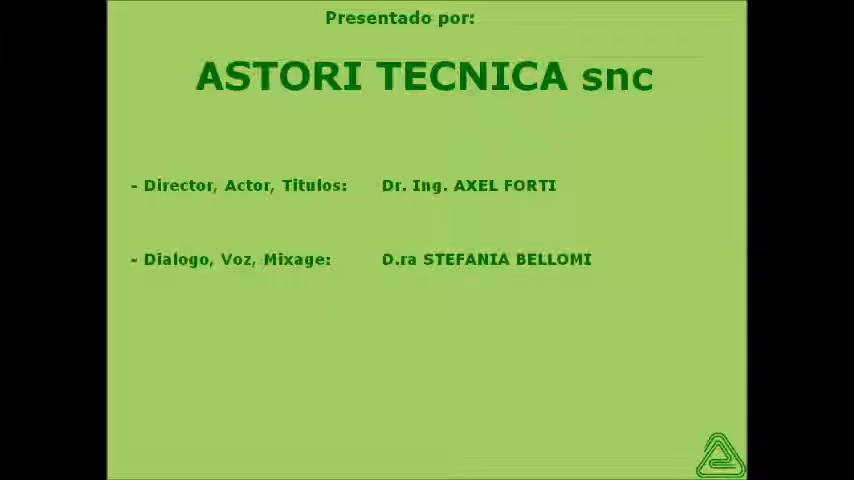 Presentado por:
ASTORI TECNICA snc
- Director, Actor, Titulos: Dr. Ing. AXEL FORTI
- Dialogo, Voz, Mixage: D.ra STEFANIA BELLOMI